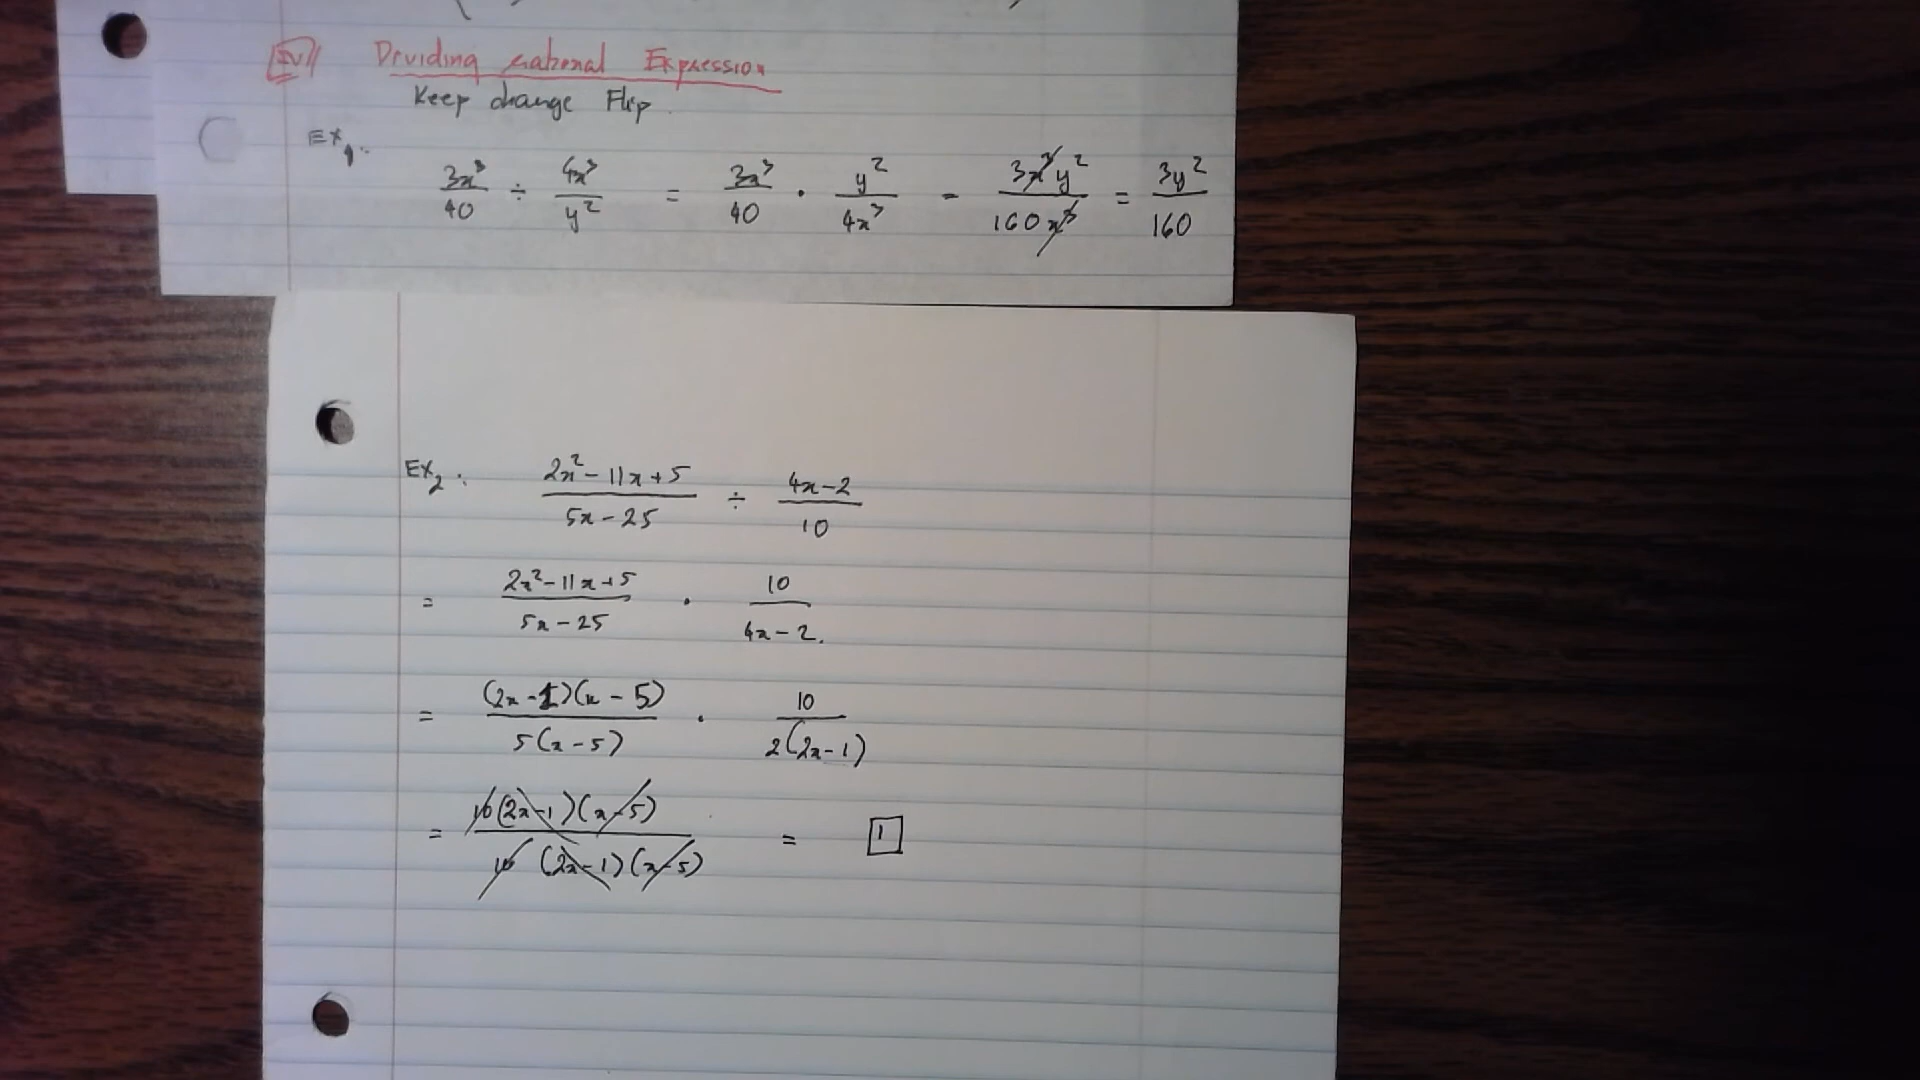 IV Dividing rational Expression
Keep change Flip
EX1. 3x³/40 ÷ 4x³/y² = 3x³/40 · y²/4x³ = 3x³y²/160x³ = 3y²/160
EX2. (2x²-11x+5)/(5x-25) ÷ (4x-2)/10
= (2x²-11x+5)/(5x-25) · 10/(4x-2).
= (2x-1)(x-5)/5(x-5) · 10/2(2x-1)
= 10(2x-1)(x-5)/10(2x-1)(x-5) = 1